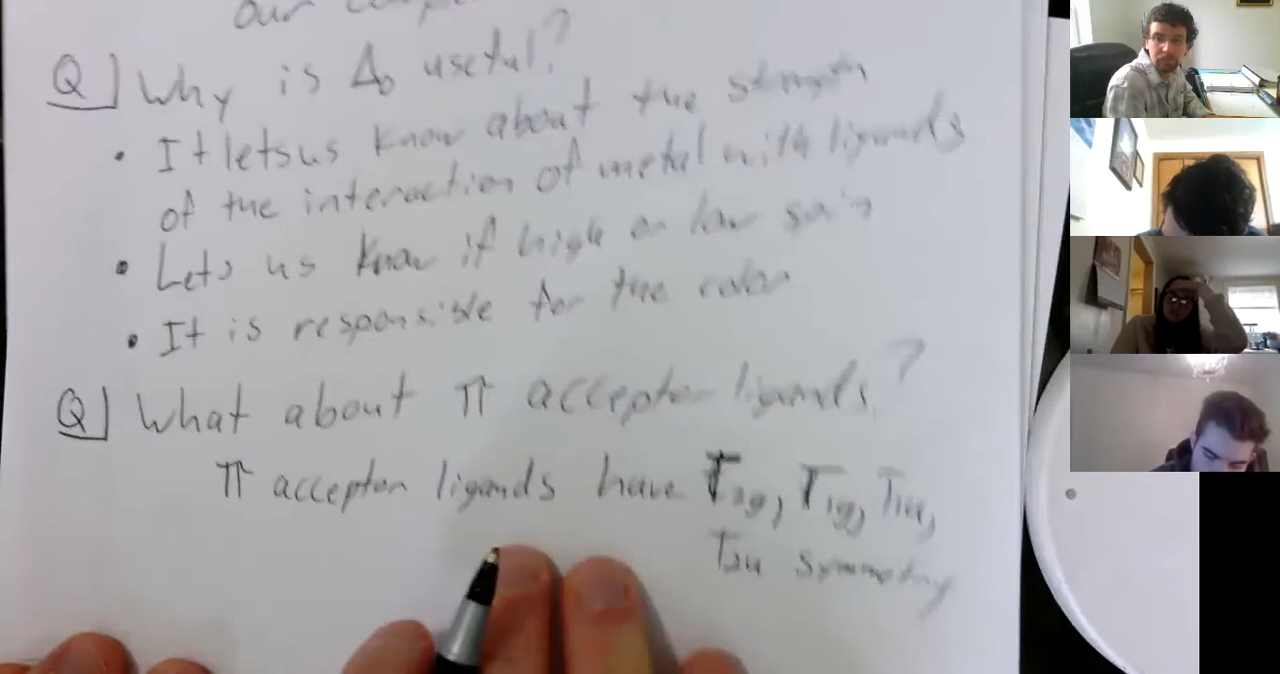 our
Q] Why is Δo useful?
• It lets us know about the strength
of the interaction of metal with ligands
• Lets us know if high or low spin
• It is responsible for the color
Q] What about π acceptor ligands?
π acceptor ligands have T2g, T1g, T1u,
T2u symmetry